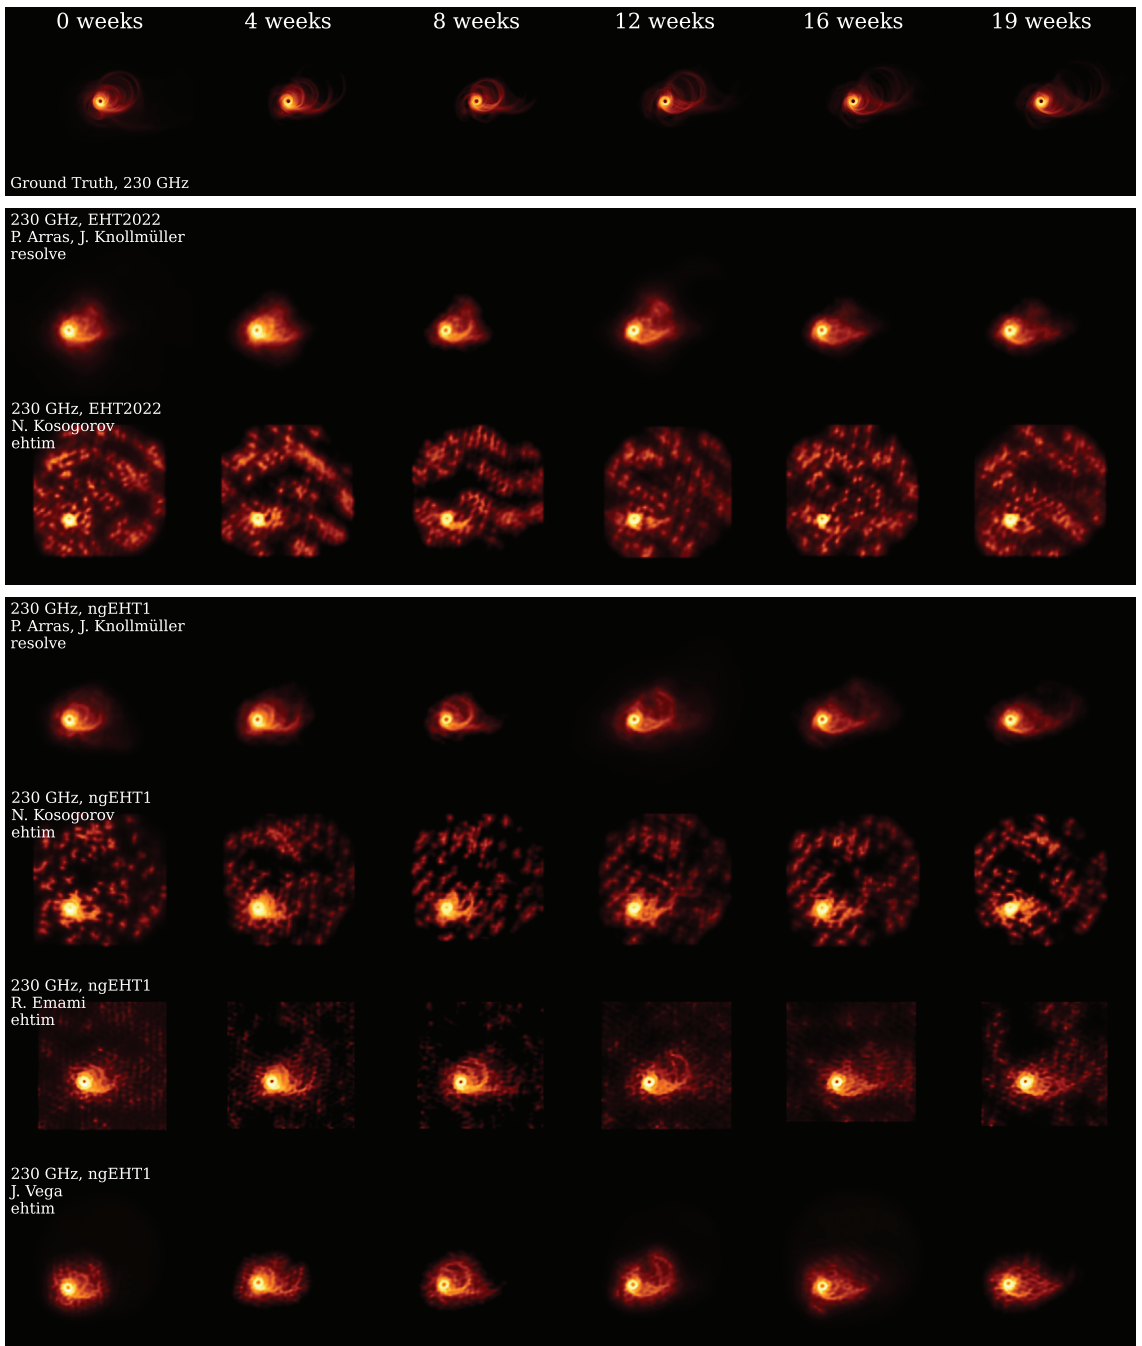 0 weeks 4 weeks 8 weeks 12 weeks 16 weeks 19 weeks
Ground Truth, 230 GHz
230 GHz, EHT2022
P. Arras, J. Knollmüller
resolve
230 GHz, EHT2022
N. Kosogorov
ehtim
230 GHz, ngEHT1
P. Arras, J. Knollmüller
resolve
230 GHz, ngEHT1
N. Kosogorov
ehtim
230 GHz, ngEHT1
R. Emami
ehtim
230 GHz, ngEHT1
J. Vega
ehtim